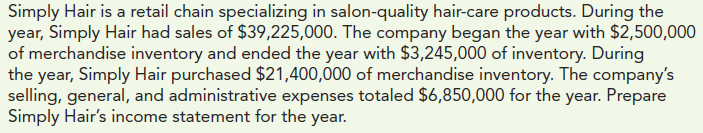 Simply Hair is a retail chain specializing in salon-quality hair-care products. During the
year, Simply Hair had sales of $39,225,000. The company began the year with $2,500,000
of merchandise inventory and ended the year with $3,245,000 of inventory. During
the year, Simply Hair purchased $21,400,000 of merchandise inventory. The company's
selling, general, and administrative expenses totaled $6,850,000 for the year. Prepare
Simply Hair's income statement for the year.